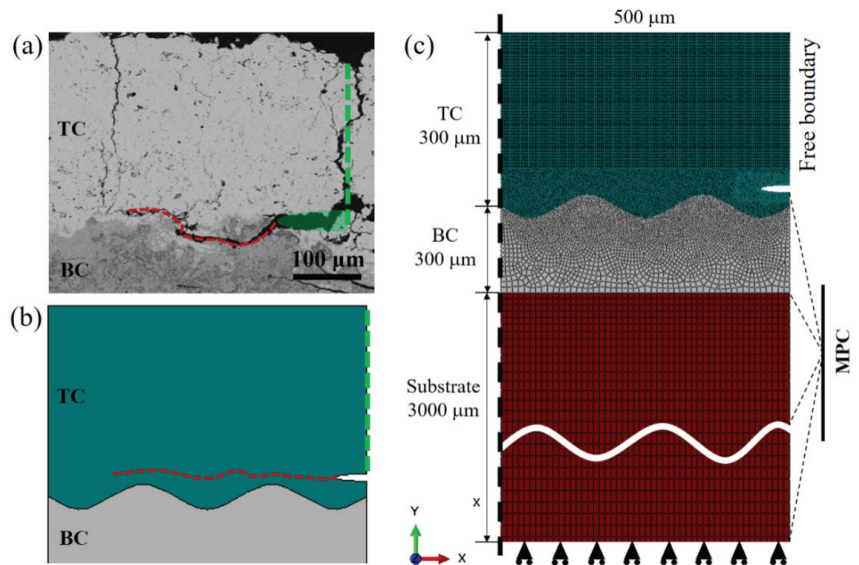 (a)
TC
BC
100 µm
(b)
TC
BC
(c)
500 µm
TC
300 µm
BC
300 µm
Substrate
3000 µm
Free boundary
MPC
x
Y
X